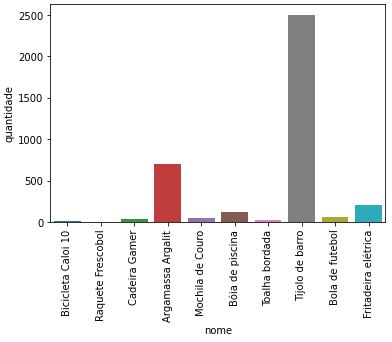 2500
2000
1500
1000
500
0
quantidade
Bicicleta Caloi 10
Raquete Frescobol
Cadeira Gamer
Argamassa Argalit
Mochila de Couro
Bóia de piscina
Toalha bordada
Tijolo de barro
Bola de futebol
Fritadeira elétrica
nome